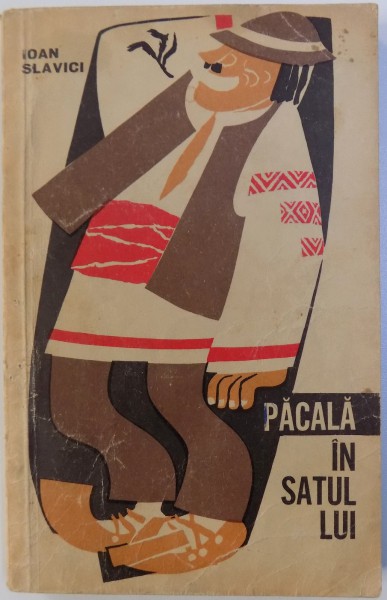 IOAN
SLAVICI
PĂCALĂ
ÎN
SATUL
LUI